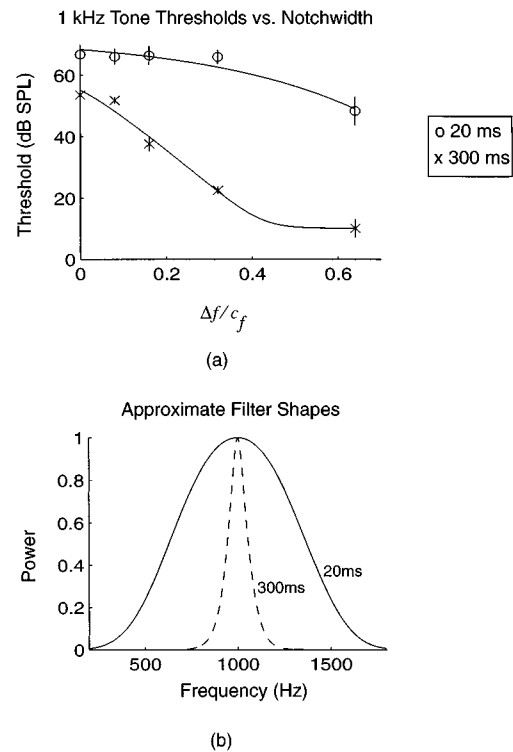 1 kHz Tone Thresholds vs. Notchwidth
60
40
20
0
Threshold (dB SPL)
0 0.2 0.4 0.6
Δf/c_f
o 20 ms
x 300 ms
(a)
Approximate Filter Shapes
1
0.8
0.6
0.4
0.2
0
Power
20ms
300ms
500 1000 1500
Frequency (Hz)
(b)